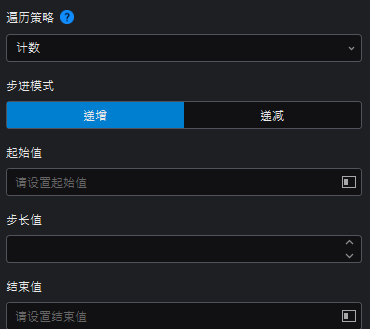 遍历策略 ?
计数
步进模式
递增 递减
起始值
请设置起始值
步长值
结束值
请设置结束值